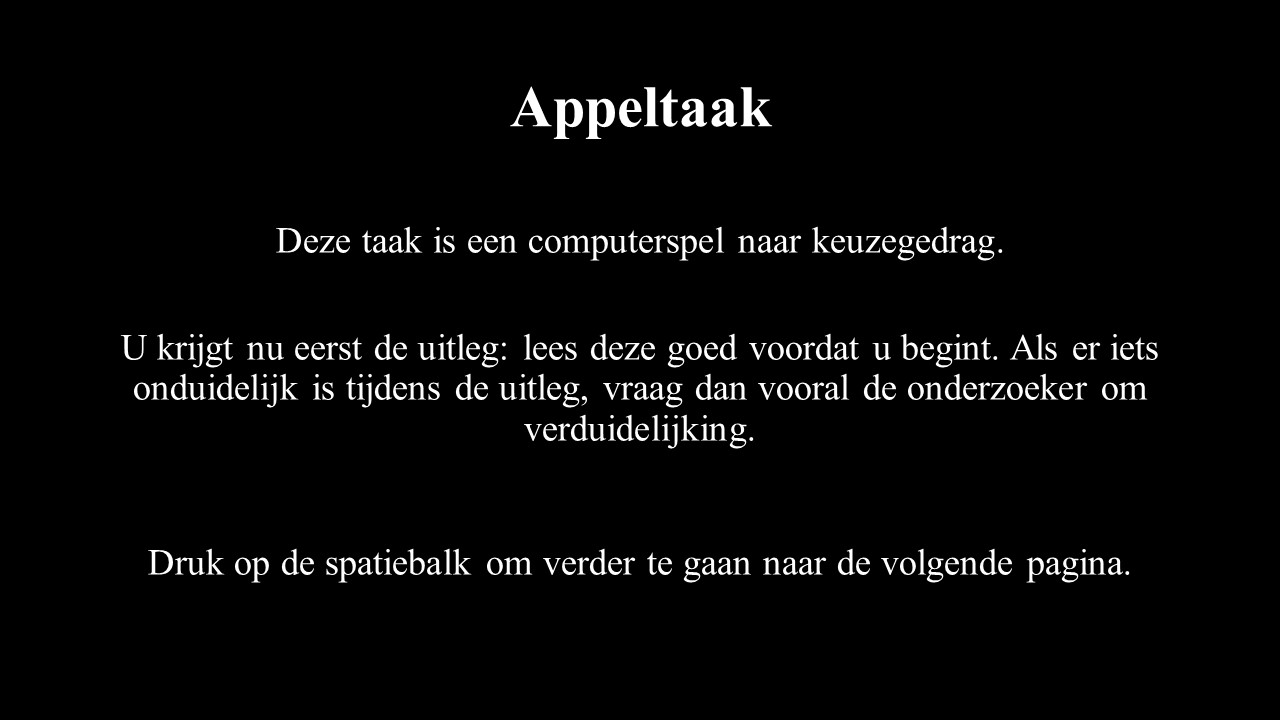 Appeltaak
Deze taak is een computerspel naar keuzegedrag.
U krijgt nu eerst de uitleg: lees deze goed voordat u begint. Als er iets
onduidelijk is tijdens de uitleg, vraag dan vooral de onderzoeker om
verduidelijking.
Druk op de spatiebalk om verder te gaan naar de volgende pagina.